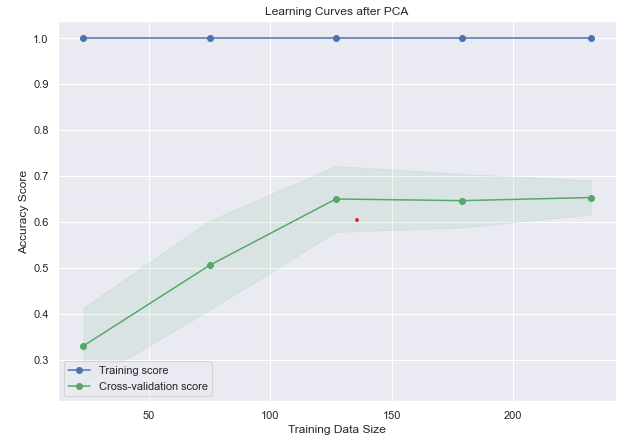 Learning Curves after PCA
1.0
0.9
0.8
0.7
0.6
0.5
0.4
0.3
Accuracy Score
Training score
Cross-validation score
50
100
150
200
Training Data Size